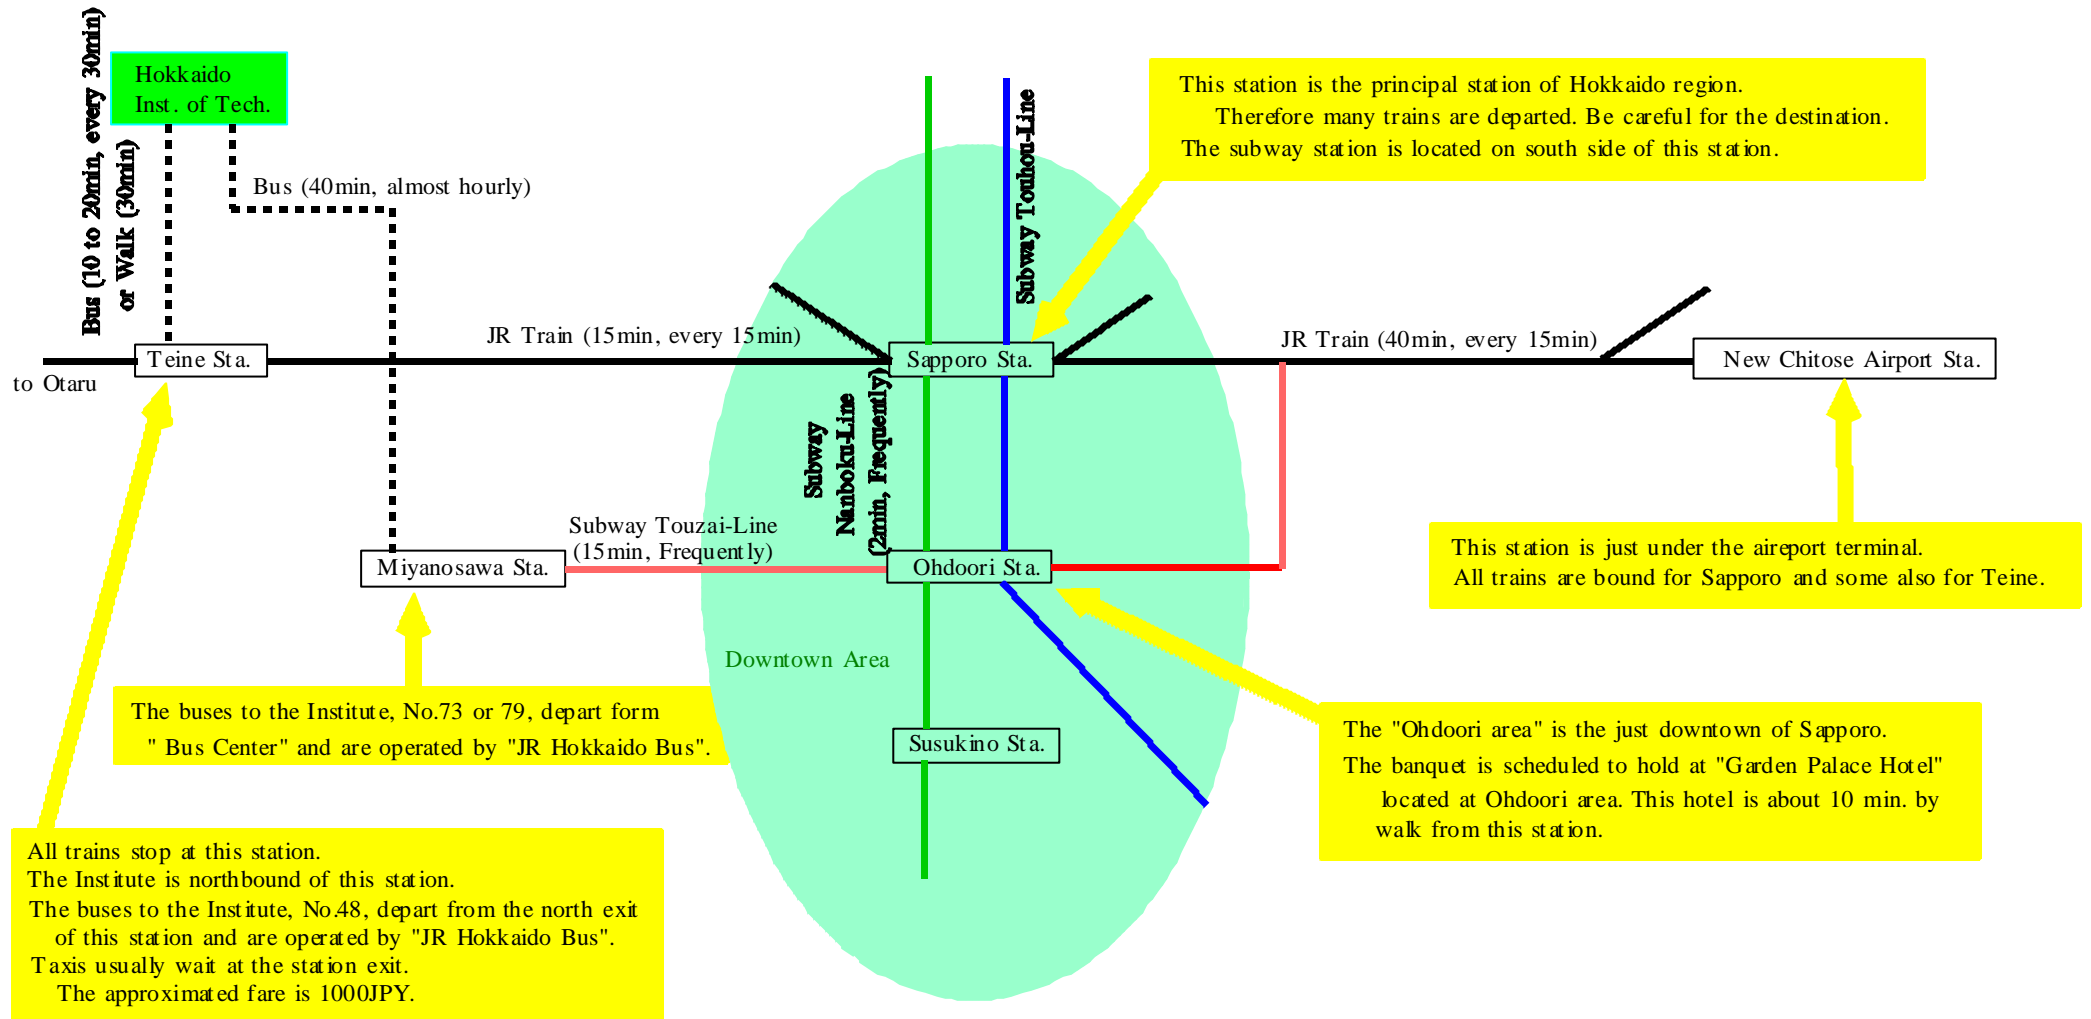 Hokkaido
Inst. of Tech.
Bus (10 to 20min, every 30min)
or Walk (30min)
Bus (40min, almost hourly)
Subway Touhou-Line
This station is the principal station of Hokkaido region.
Therefore many trains are departed. Be careful for the destination.
The subway station is located on south side of this station.
JR Train (15min, every 15min)
JR Train (40min, every 15min)
Teine Sta.
Sapporo Sta.
New Chitose Airport Sta.
to Otaru
Subway
Nanboku-Line
(2min, Frequently)
Subway Touzai-Line
(15min, Frequently)
Miyanosawa Sta.
Ohdoori Sta.
This station is just under the aireport terminal.
All trains are bound for Sapporo and some also for Teine.
Downtown Area
The buses to the Institute, No.73 or 79, depart form
" Bus Center" and are operated by "JR Hokkaido Bus".
Susukino Sta.
The "Ohdoori area" is the just downtown of Sapporo.
The banquet is scheduled to hold at "Garden Palace Hotel"
located at Ohdoori area. This hotel is about 10 min. by
walk from this station.
All trains stop at this station.
The Institute is northbound of this station.
The buses to the Institute, No.48, depart from the north exit
of this station and are operated by "JR Hokkaido Bus".
Taxis usually wait at the station exit.
The approximated fare is 1000JPY.